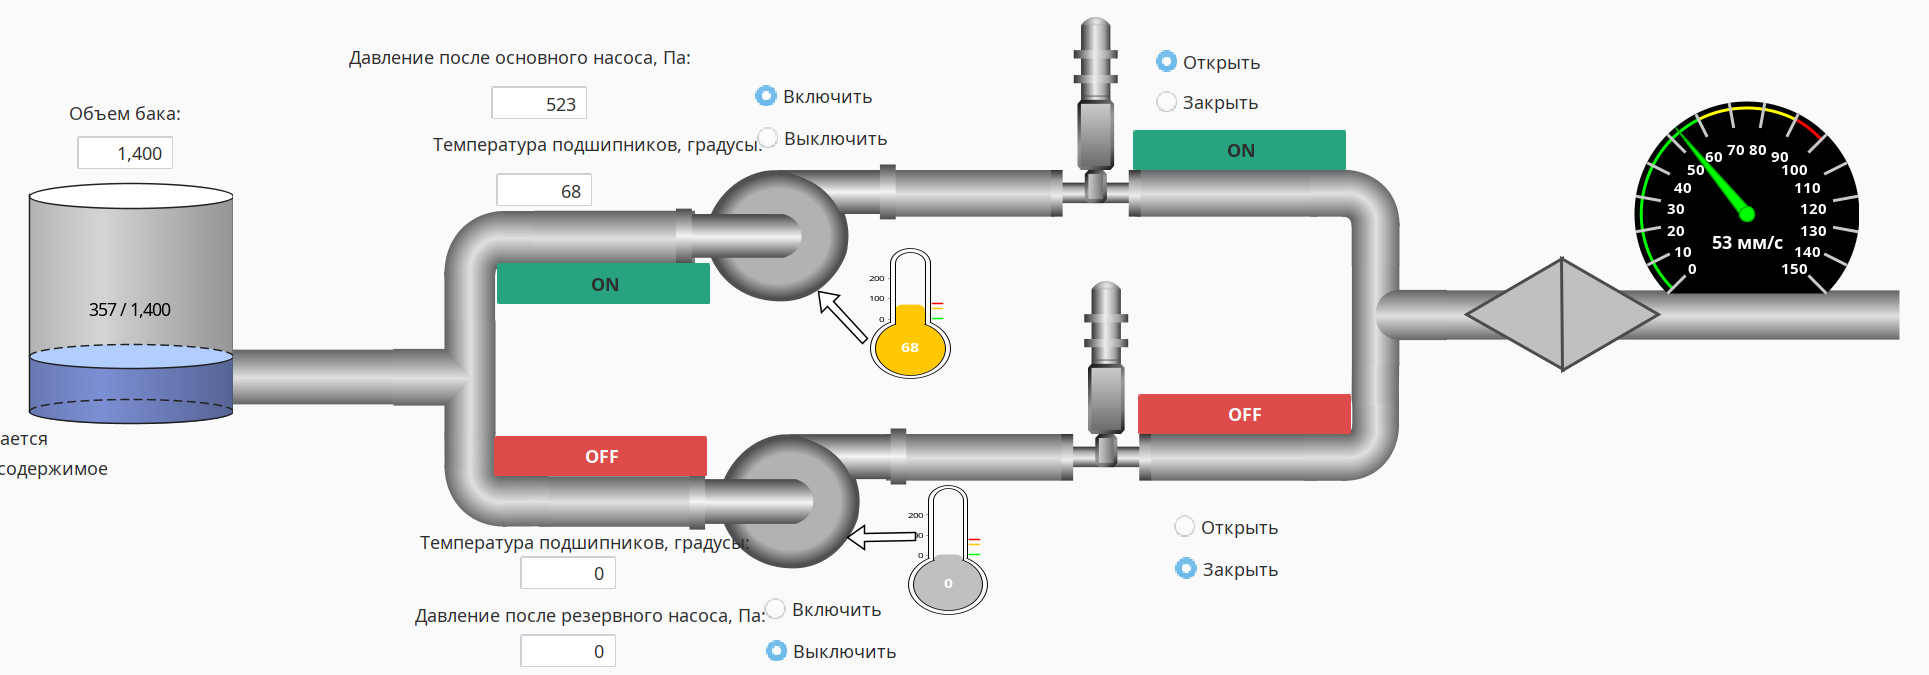 Давление после основного насоса, Па:
523
Включить
Открыть
Объем бака:
1,400
Температура подшипников, градусы:
Выключить
Закрыть
ON
68
357 / 1,400
ON
200
100
0
68
0
10
20
30
40
50
60
70
80
90
100
110
120
130
140
150
53 мм/с
OFF
ается
содержимое
OFF
200
0
0
Открыть
Закрыть
Температура подшипников, градусы:
0
Давление после резервного насоса, Па:
Включить
0
Выключить